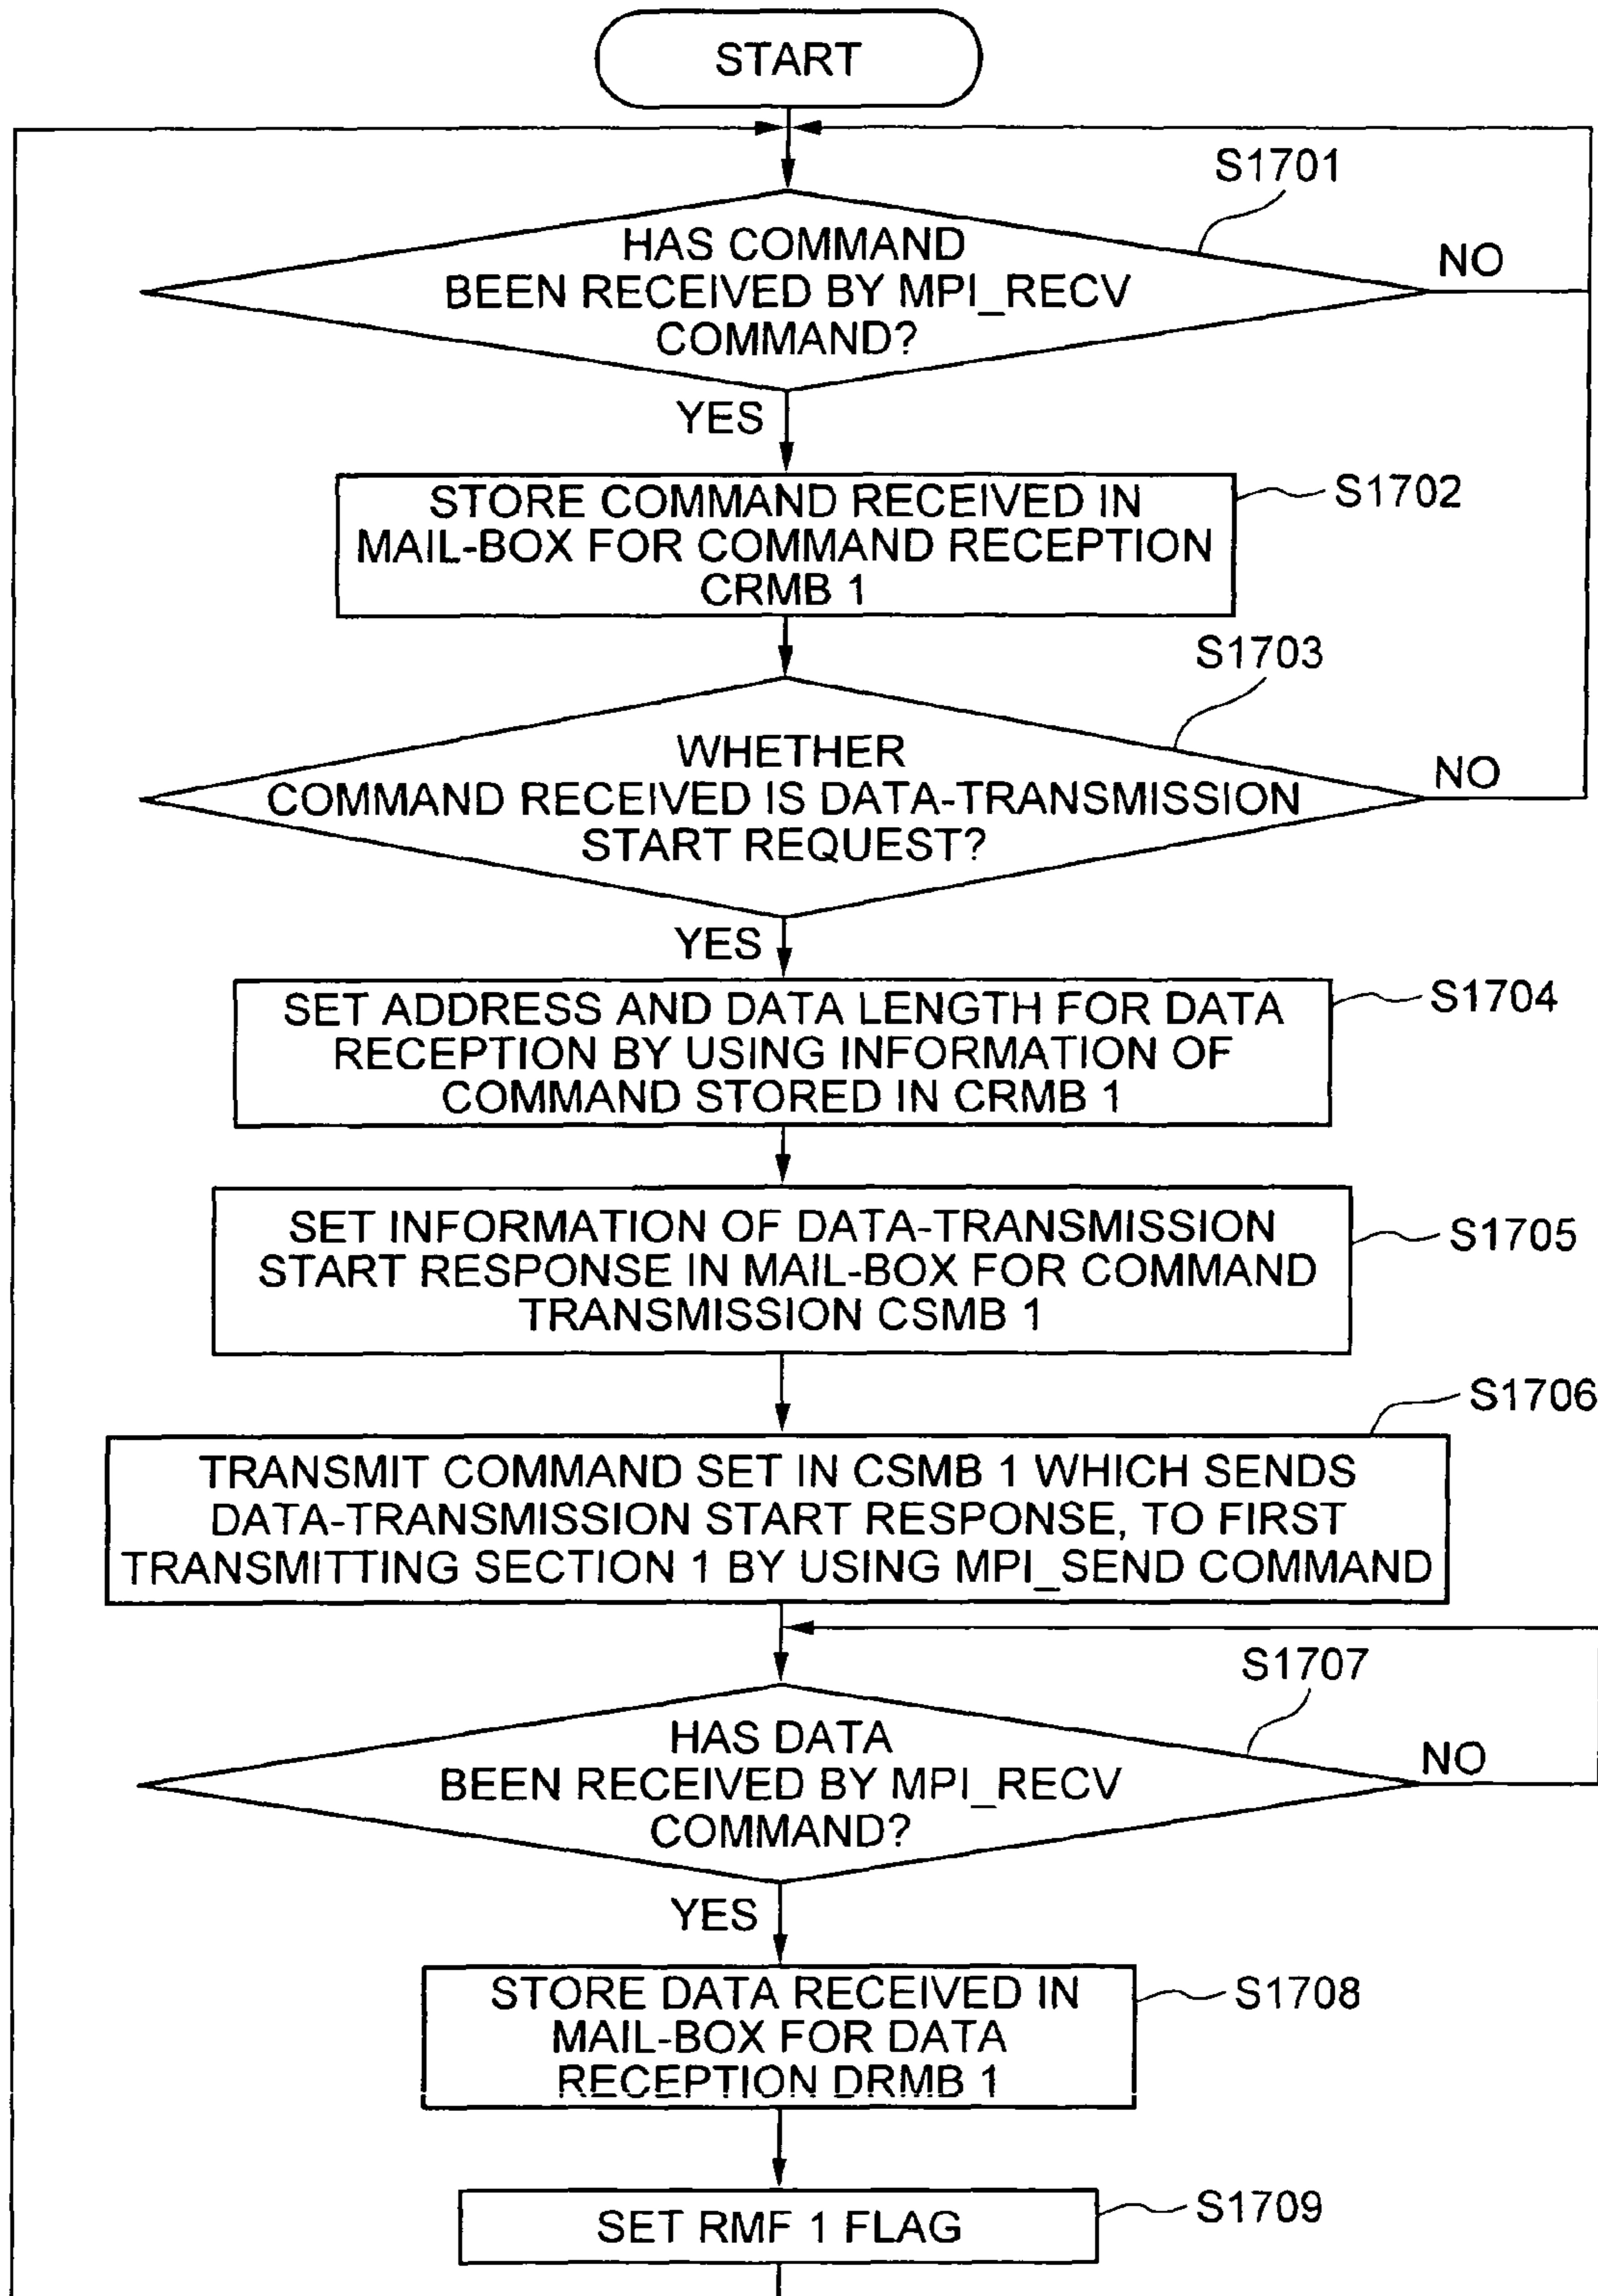 START
S1701
HAS COMMAND
BEEN RECEIVED BY MPI_RECV
COMMAND?
NO
YES
STORE COMMAND RECEIVED IN
MAIL-BOX FOR COMMAND RECEPTION
CRMB 1
S1702
S1703
WHETHER
COMMAND RECEIVED IS DATA-TRANSMISSION
START REQUEST?
NO
YES
SET ADDRESS AND DATA LENGTH FOR DATA
RECEPTION BY USING INFORMATION OF
COMMAND STORED IN CRMB 1
S1704
SET INFORMATION OF DATA-TRANSMISSION
START RESPONSE IN MAIL-BOX FOR COMMAND
TRANSMISSION CSMB 1
S1705
S1706
TRANSMIT COMMAND SET IN CSMB 1 WHICH SENDS
DATA-TRANSMISSION START RESPONSE, TO FIRST
TRANSMITTING SECTION 1 BY USING MPI_SEND COMMAND
S1707
HAS DATA
BEEN RECEIVED BY MPI_RECV
COMMAND?
NO
YES
STORE DATA RECEIVED IN
MAIL-BOX FOR DATA
RECEPTION DRMB 1
S1708
SET RMF 1 FLAG
S1709